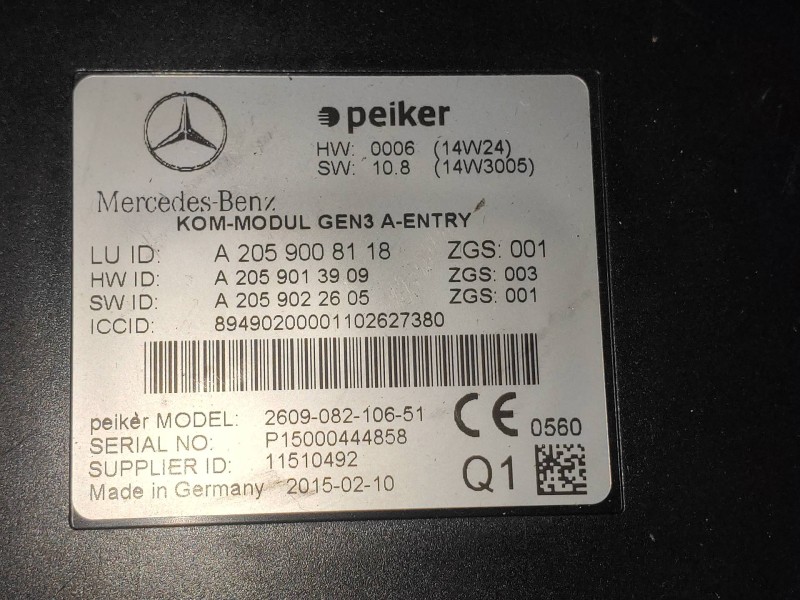 peiker
HW: 0006 (14W24)
SW: 10.8 (14W3005)
Mercedes-Benz
KOM-MODUL GEN3 A-ENTRY
LU ID: A 205 900 81 18 ZGS: 001
HW ID: A 205 901 39 09 ZGS: 003
SW ID: A 205 902 26 05 ZGS: 001
ICCID: 89490200001102627380
peiker MODEL: 2609-082-106-51
SERIAL NO: P15000444858
SUPPLIER ID: 11510492
Made in Germany 2015-02-10
CE 0560
Q1